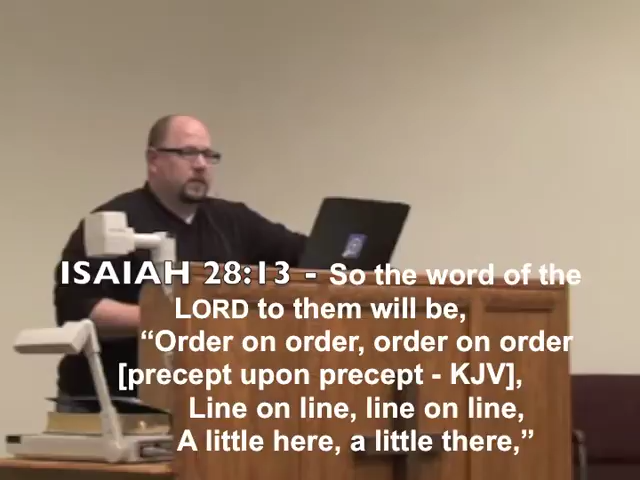 ISAIAH 28:13 - So the word of the
LORD to them will be,
“Order on order, order on order
[precept upon precept - KJV],
Line on line, line on line,
A little here, a little there,”